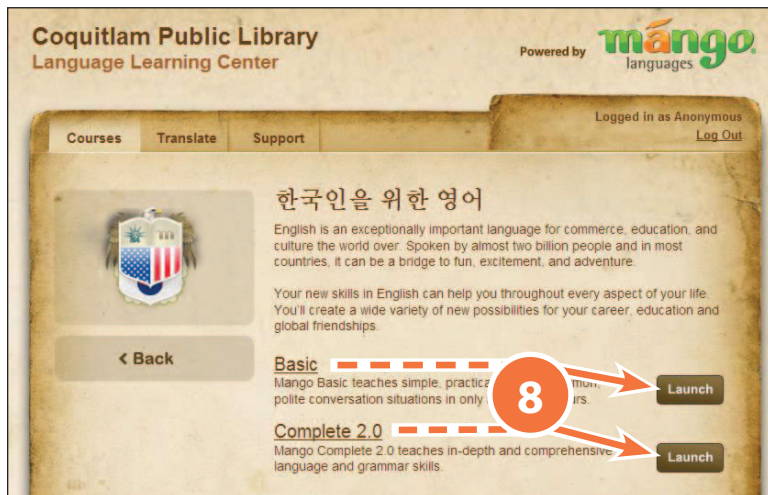 Coquitlam Public Library
Language Learning Center
Powered by
mango
languages
Logged in as Anonymous
Log Out
Courses
Translate
Support
한국인을 위한 영어
English is an exceptionally important language for commerce, education, and
culture the world over. Spoken by almost two billion people and in most
countries, it can be a bridge to fun, excitement, and adventure.
Your new skills in English can help you throughout every aspect of your life.
You'll create a wide variety of new possibilities for your career, education and
global friendships.
< Back
Basic
Mango Basic teaches simple,
polite conversation situations in only
8
Launch
Complete 2.0
Mango Complete 2.0 teaches in-depth and comprehensive
language and grammar skills.
Launch